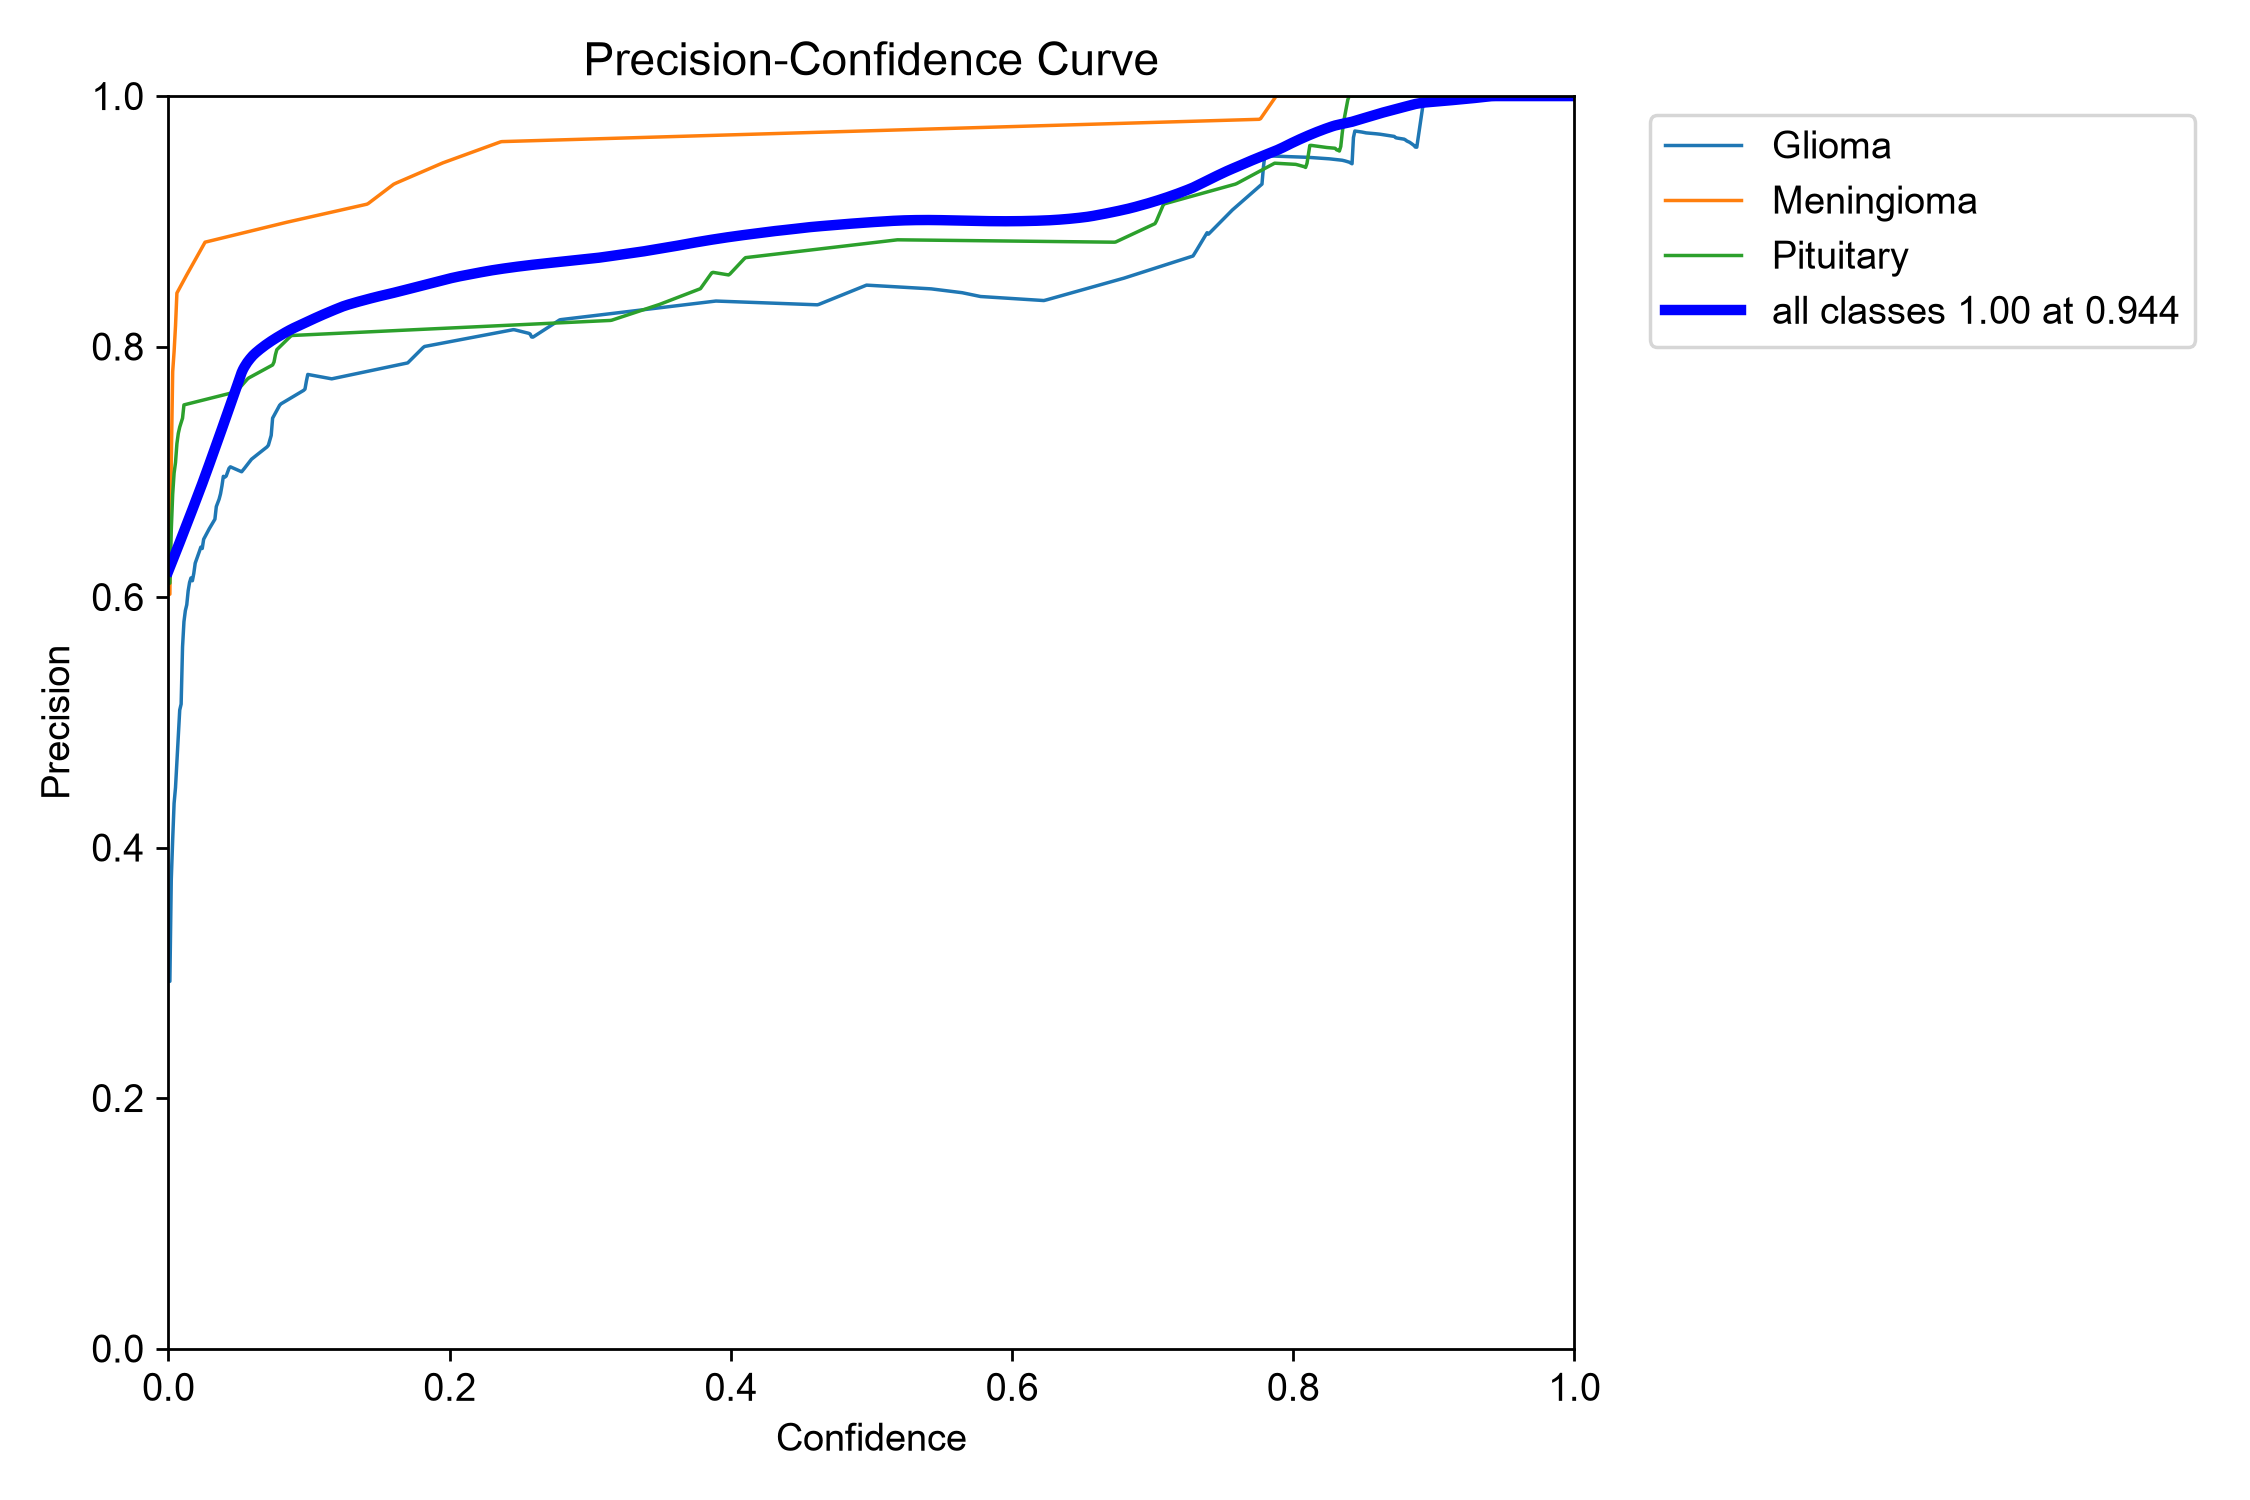 Precision-Confidence Curve
1.0
0.8
0.6
0.4
0.2
0.0
Precision
0.0 0.2 0.4 0.6 0.8 1.0
Confidence
Glioma
Meningioma
Pituitary
all classes 1.00 at 0.944